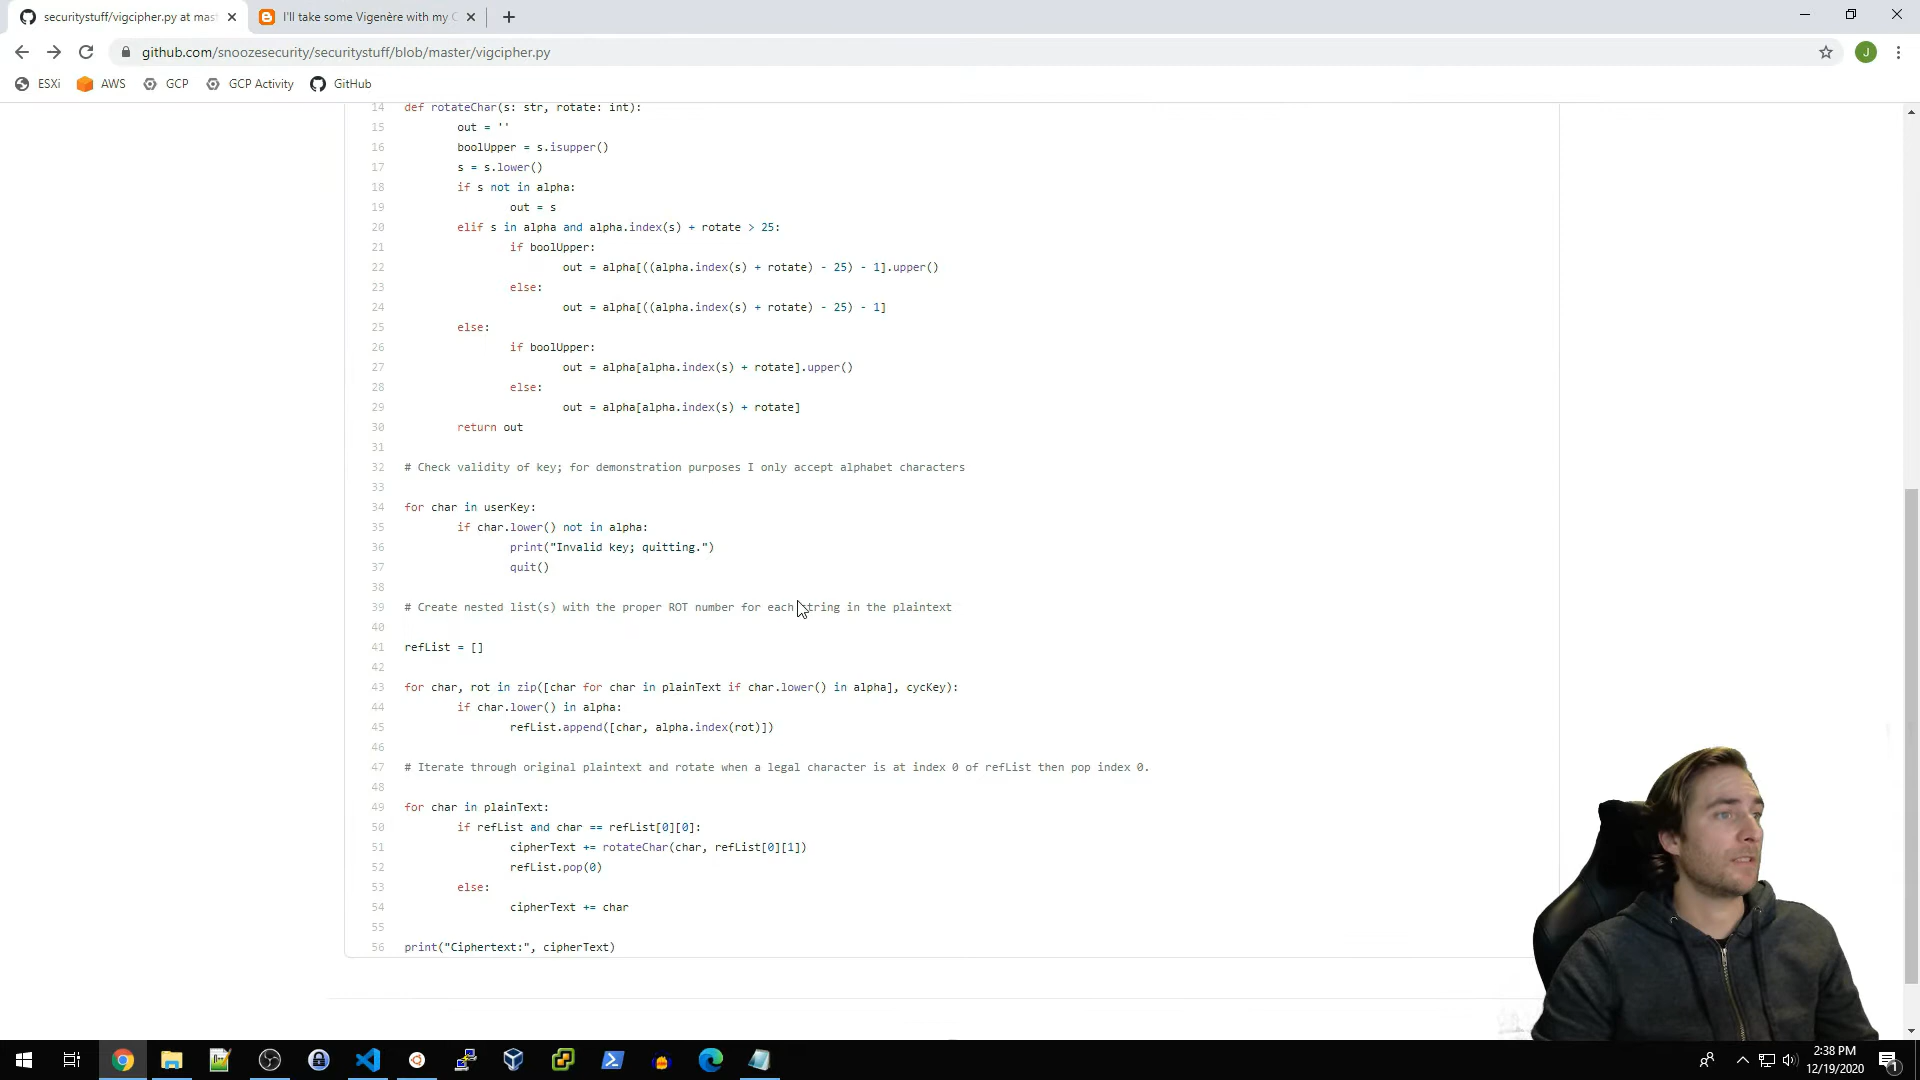 securitystuff/vigcipher.py at mast
I'll take some Vigenère with my C
github.com/snoozesecurity/securitystuff/blob/master/vigcipher.py
J
ESXi
AWS
GCP
GCP Activity
GitHub
14 def rotateChar(s: str, rotate: int):
15 out = ''
16 boolUpper = s.isupper()
17 s = s.lower()
18 if s not in alpha:
19 out = s
20 elif s in alpha and alpha.index(s) + rotate > 25:
21 if boolUpper:
22 out = alpha[((alpha.index(s) + rotate) - 25) - 1].upper()
23 else:
24 out = alpha[((alpha.index(s) + rotate) - 25) - 1]
25 else:
26 if boolUpper:
27 out = alpha[alpha.index(s) + rotate].upper()
28 else:
29 out = alpha[alpha.index(s) + rotate]
30 return out
31
32 # Check validity of key; for demonstration purposes I only accept alphabet characters
33
34 for char in userKey:
35 if char.lower() not in alpha:
36 print("Invalid key; quitting.")
37 quit()
38
39 # Create nested list(s) with the proper ROT number for each string in the plaintext
40
41 refList = []
42
43 for char, rot in zip([char for char in plainText if char.lower() in alpha], cycKey):
44 if char.lower() in alpha:
45 refList.append([char, alpha.index(rot)])
46
47 # Iterate through original plaintext and rotate when a legal character is at index 0 of refList then pop index 0.
48
49 for char in plainText:
50 if refList and char == refList[0][0]:
51 cipherText += rotateChar(char, refList[0][1])
52 refList.pop(0)
53 else:
54 cipherText += char
55
56 print("Ciphertext:", cipherText)
2:38 PM
12/19/2020
1